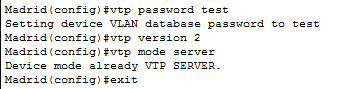 Madrid(config)#vtp password test
Setting device VLAN database password to test
Madrid(config)#vtp version 2
Madrid(config)#vtp mode server
Device mode already VTP SERVER.
Madrid(config)#exit